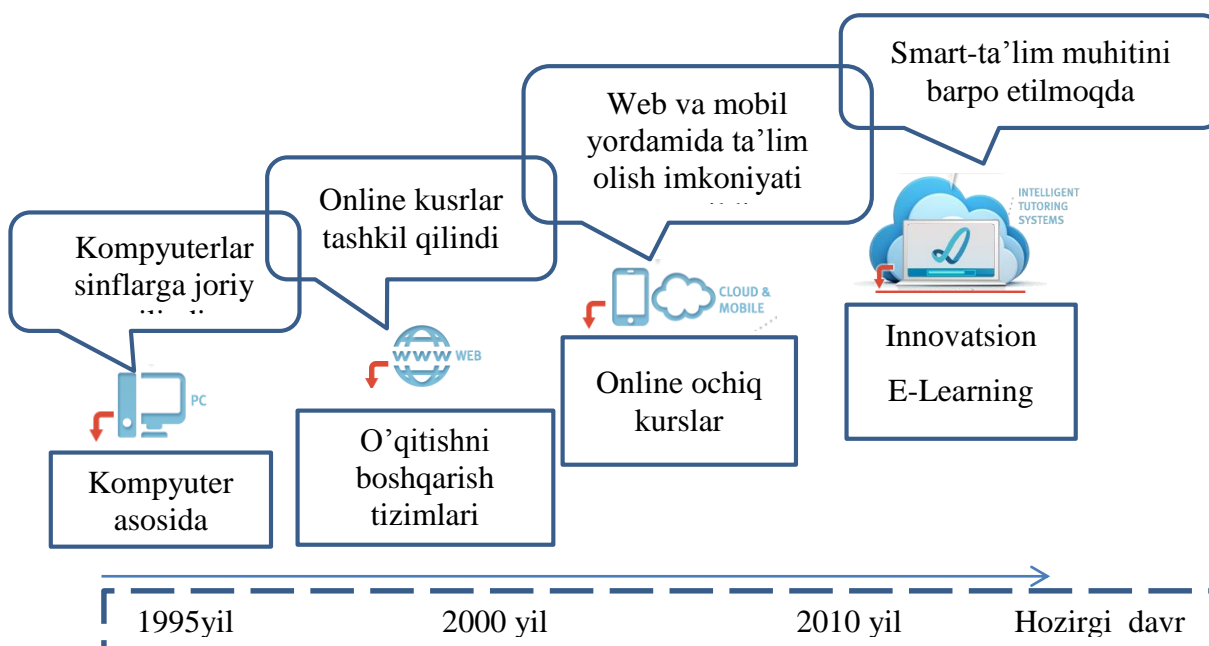 Kompyuterlar
sinflarga joriy
Online kusrlar
tashkil qilindi
Web va mobil
yordamida ta’lim
olish imkoniyati
Smart-ta’lim muhitini
barpo etilmoqda
PC
WEB
www
CLOUD &
MOBILE
INTELLIGENT
TUTORING
SYSTEMS
Kompyuter
asosida
O’qitishni
boshqarish
tizimlari
Online ochiq
kurslar
Innovatsion
E-Learning
1995yil
2000 yil
2010 yil
Hozirgi davr